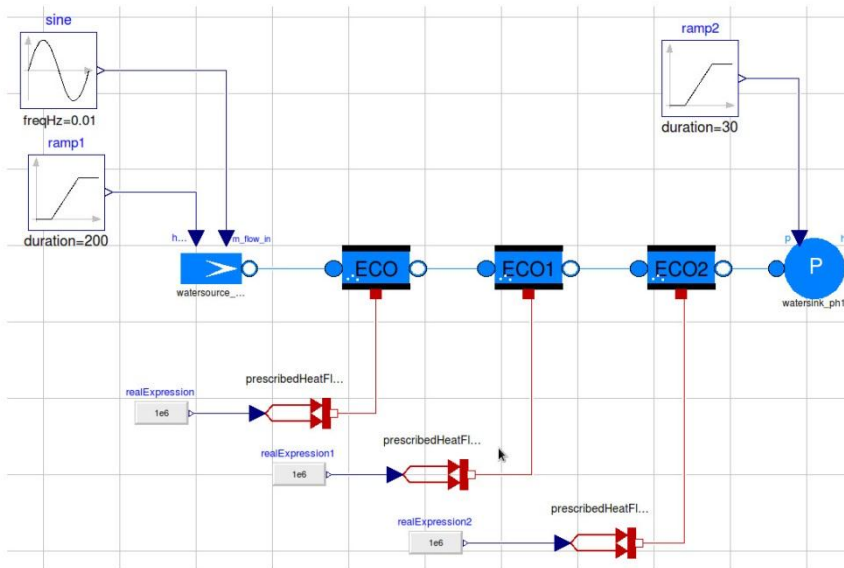 sine
freqHz=0.01
ramp1
duration=200
ramp2
duration=30
h...
m_flow_in
watersource_...
ECO
ECO1
ECO2
p
h
P
watersink_ph1
prescribedHeatFl...
realExpression
1e6
prescribedHeatFl...
realExpression1
1e6
prescribedHeatFl...
realExpression2
1e6